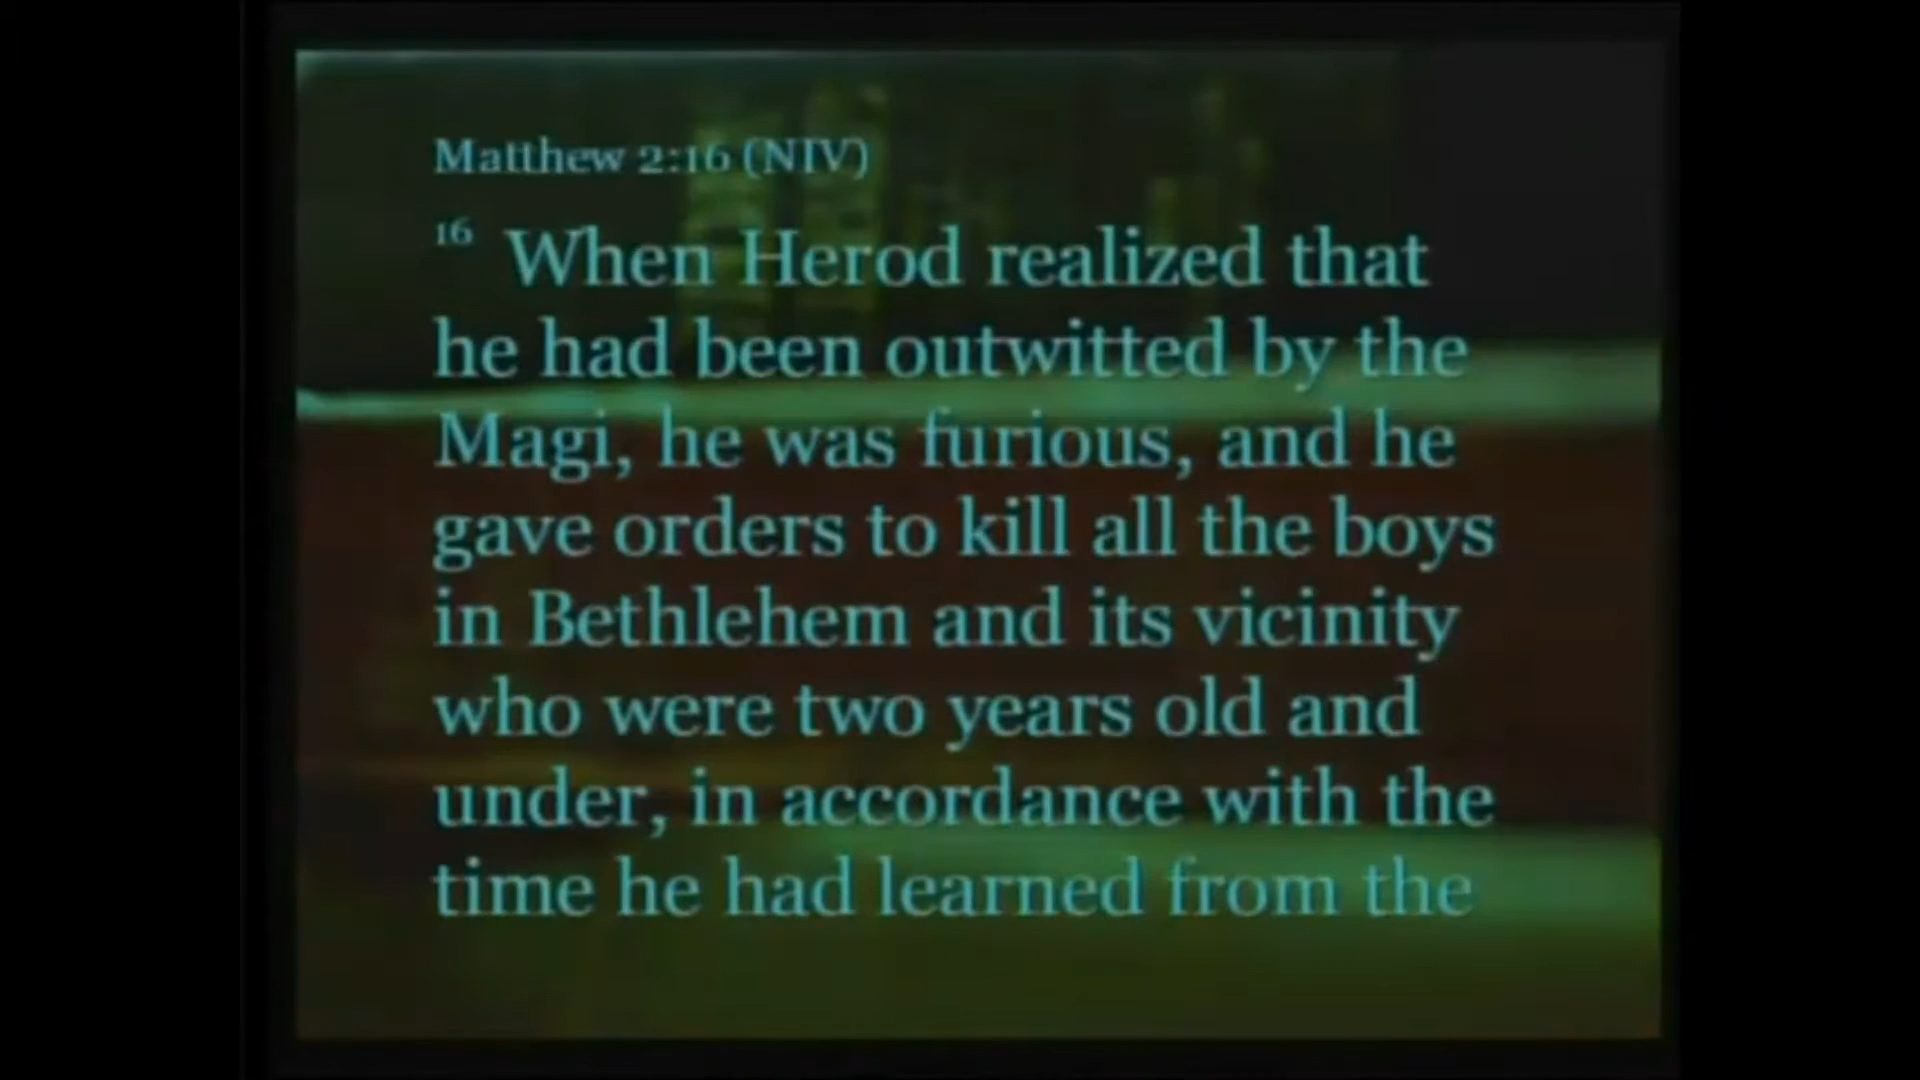 Matthew 2:16 (NIV)
16 When Herod realized that
he had been outwitted by the
Magi, he was furious, and he
gave orders to kill all the boys
in Bethlehem and its vicinity
who were two years old and
under, in accordance with the
time he had learned from the